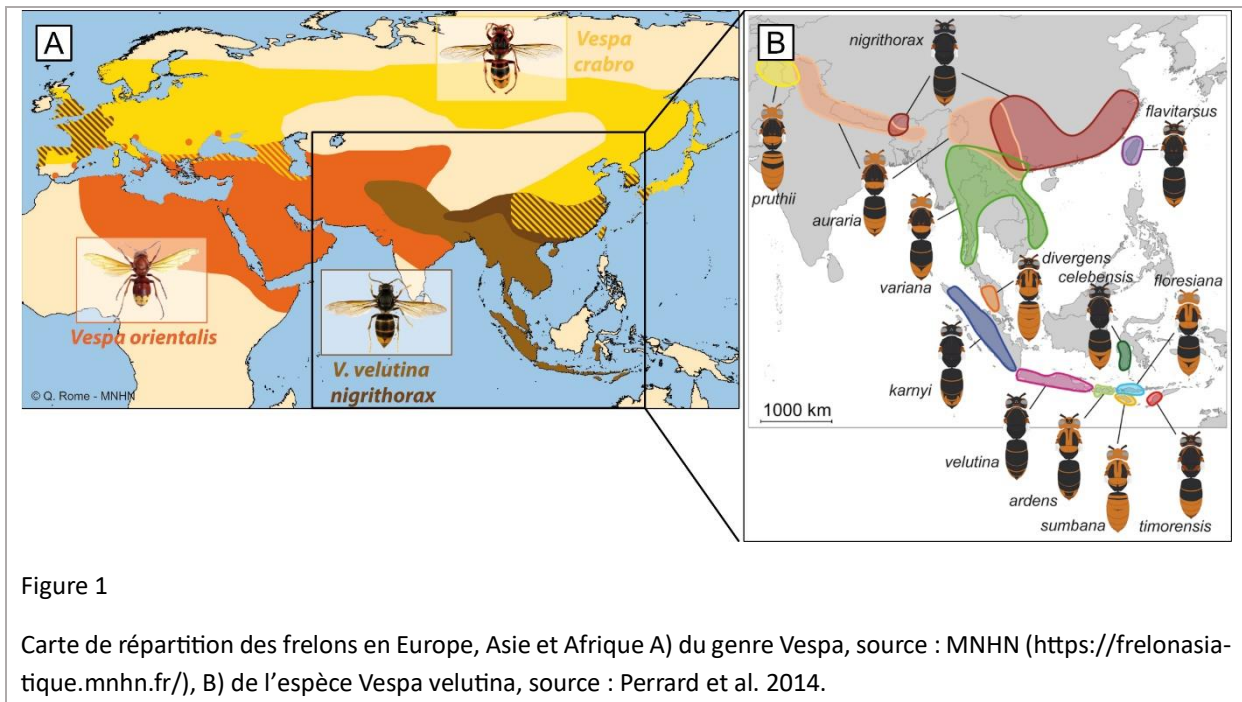 A
Vespa
crabro
Vespa orientalis
V. velutina
nigrithorax
© Q. Rome - MNHN
B
nigrithorax
flavitarsus
pruthii
auraria
variana
divergens
celebensis
floresiana
karnyi
1000 km
velutina
ardens
sumbana
timorensis
Figure 1
Carte de répartition des frelons en Europe, Asie et Afrique A) du genre Vespa, source : MNHN (https://frelonasia-
tique.mnhn.fr/), B) de l’espèce Vespa velutina, source : Perrard et al. 2014.